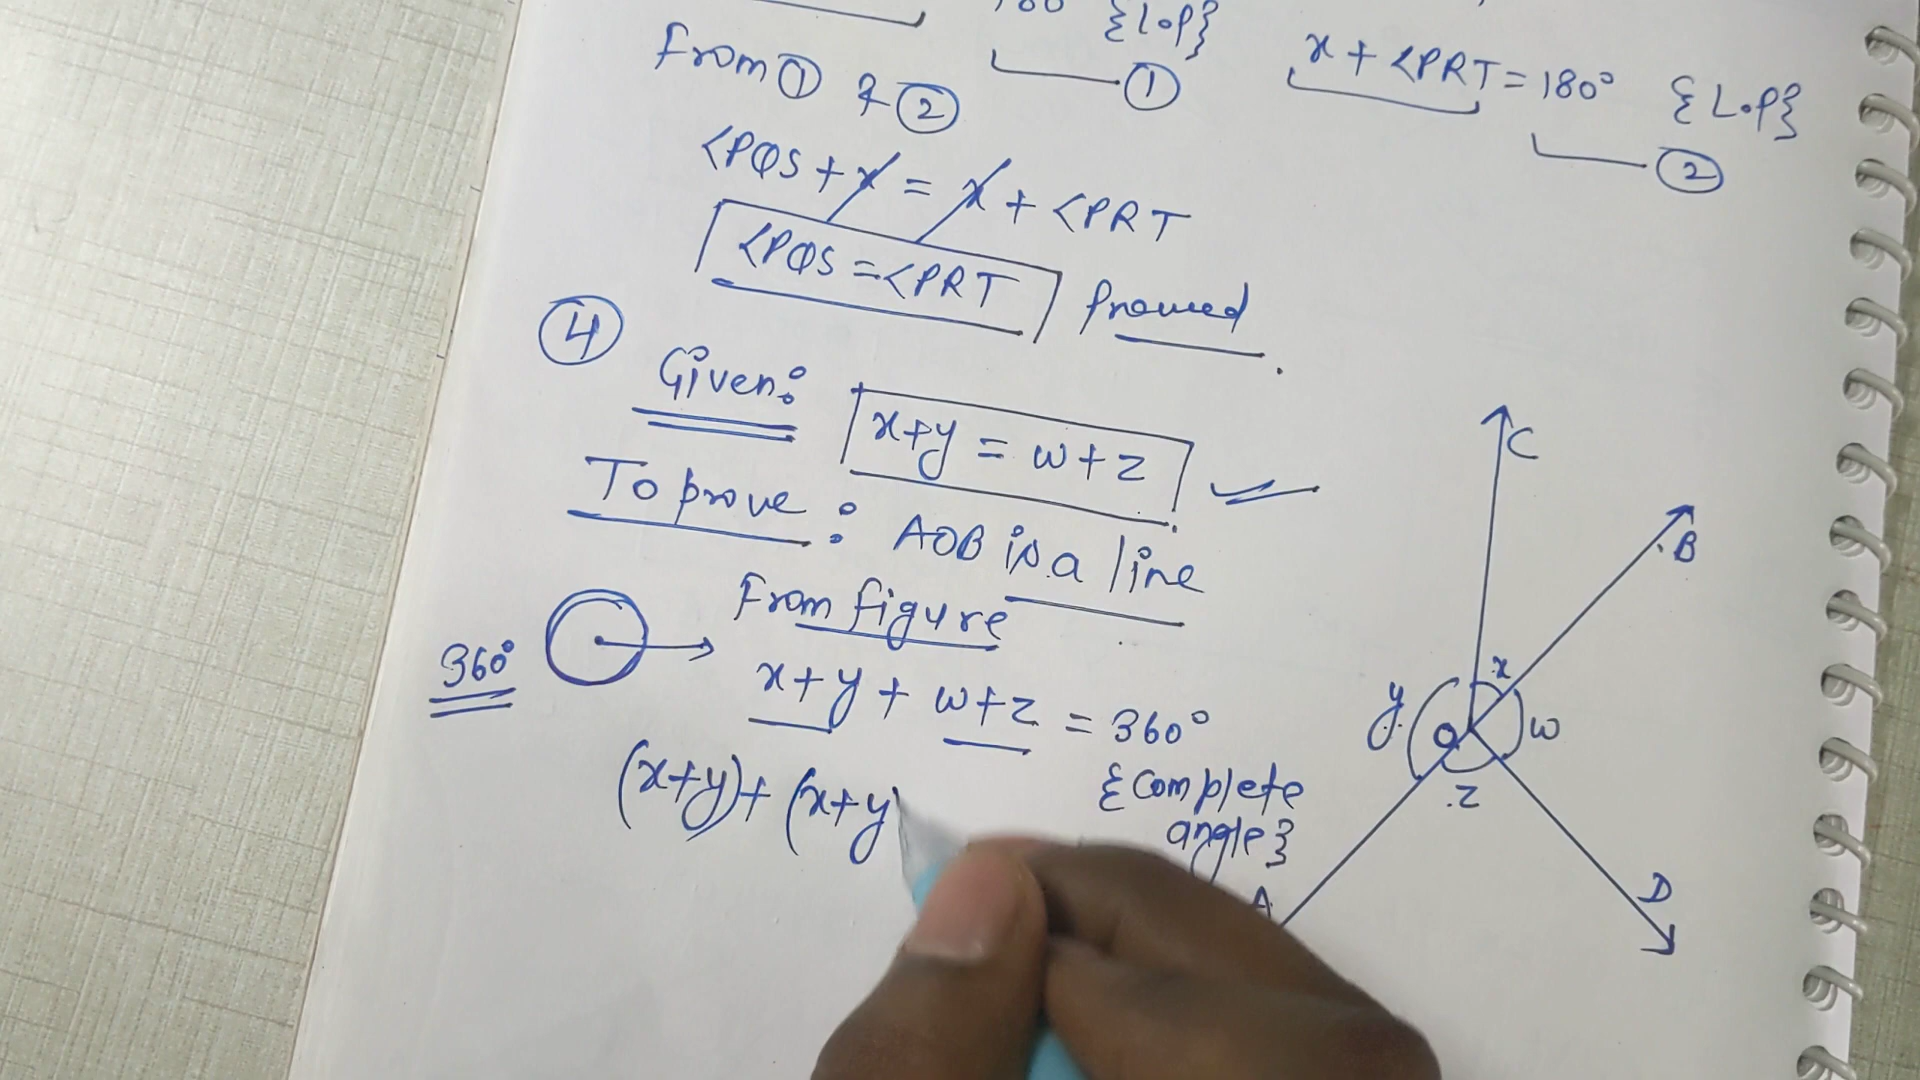 180° {L.P}
①
x + <PRT = 180° {L.P}
②
From ① & ②
<PQS + x = x + <PRT
<PQS = <PRT Proved
④
Given: x+y = w+z
To prove: AOB is a line
From figure
360°
x+y + w+z = 360°
{Complete
angle}
(x+y) + (x+y)
C
B
x
y
O
w
z
A
D